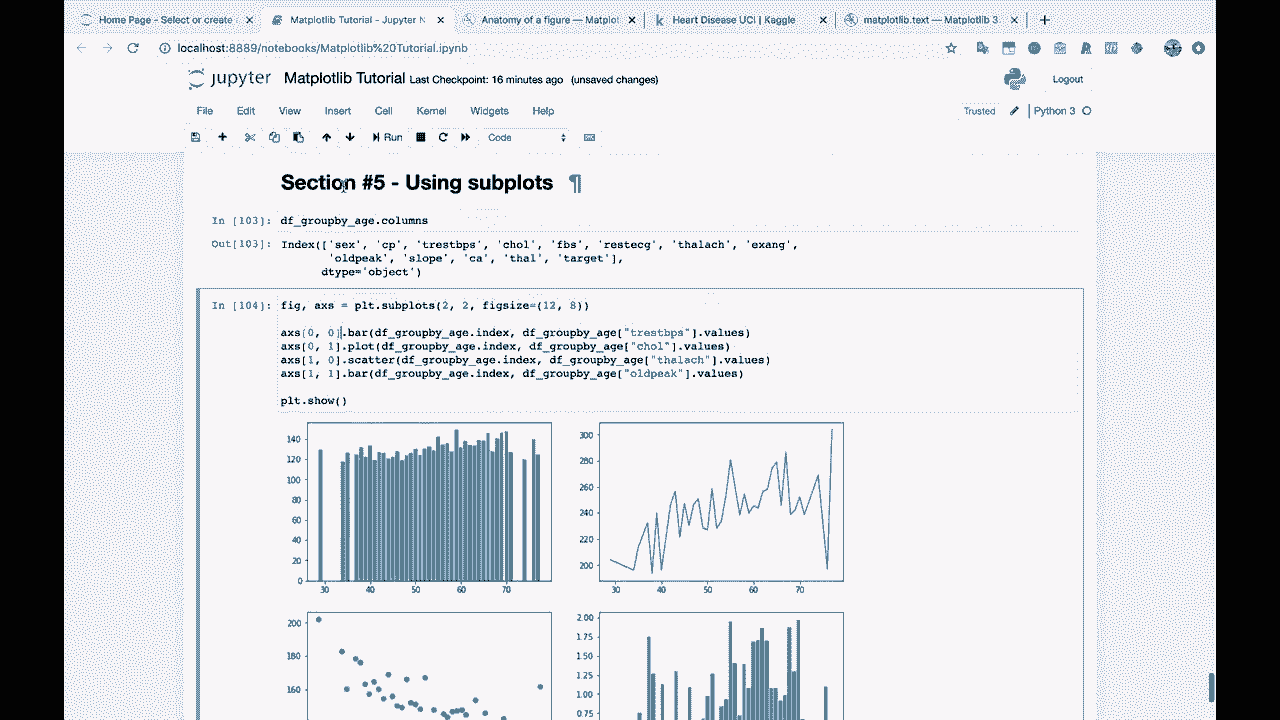 Home Page - Select or create
Matplotlib Tutorial - Jupyter N
Anatomy of a figure — Matplot
Heart Disease UCI | Kaggle
matplotlib.text — Matplotlib 3
localhost:8889/notebooks/Matplotlib%20Tutorial.ipynb
jupyter Matplotlib Tutorial Last Checkpoint: 16 minutes ago (unsaved changes) Logout
File Edit View Insert Cell Kernel Widgets Help Trusted Python 3
Run Code
Section #5 - Using subplots ¶
In [103]: df_groupby_age.columns
Out[103]: Index(['sex', 'cp', 'trestbps', 'chol', 'fbs', 'restecg', 'thalach', 'exang',
'oldpeak', 'slope', 'ca', 'thal', 'target'],
dtype='object')
In [104]: fig, axs = plt.subplots(2, 2, figsize=(12, 8))
axs[0, 0].bar(df_groupby_age.index, df_groupby_age["trestbps"].values)
axs[0, 1].plot(df_groupby_age.index, df_groupby_age["chol"].values)
axs[1, 0].scatter(df_groupby_age.index, df_groupby_age["thalach"].values)
axs[1, 1].bar(df_groupby_age.index, df_groupby_age["oldpeak"].values)
plt.show()
140
120
100
80
60
40
20
0
30 40 50 60 70
300
280
260
240
220
200
30 40 50 60 70
200
180
160
2.00
1.75
1.50
1.25
1.00
0.75